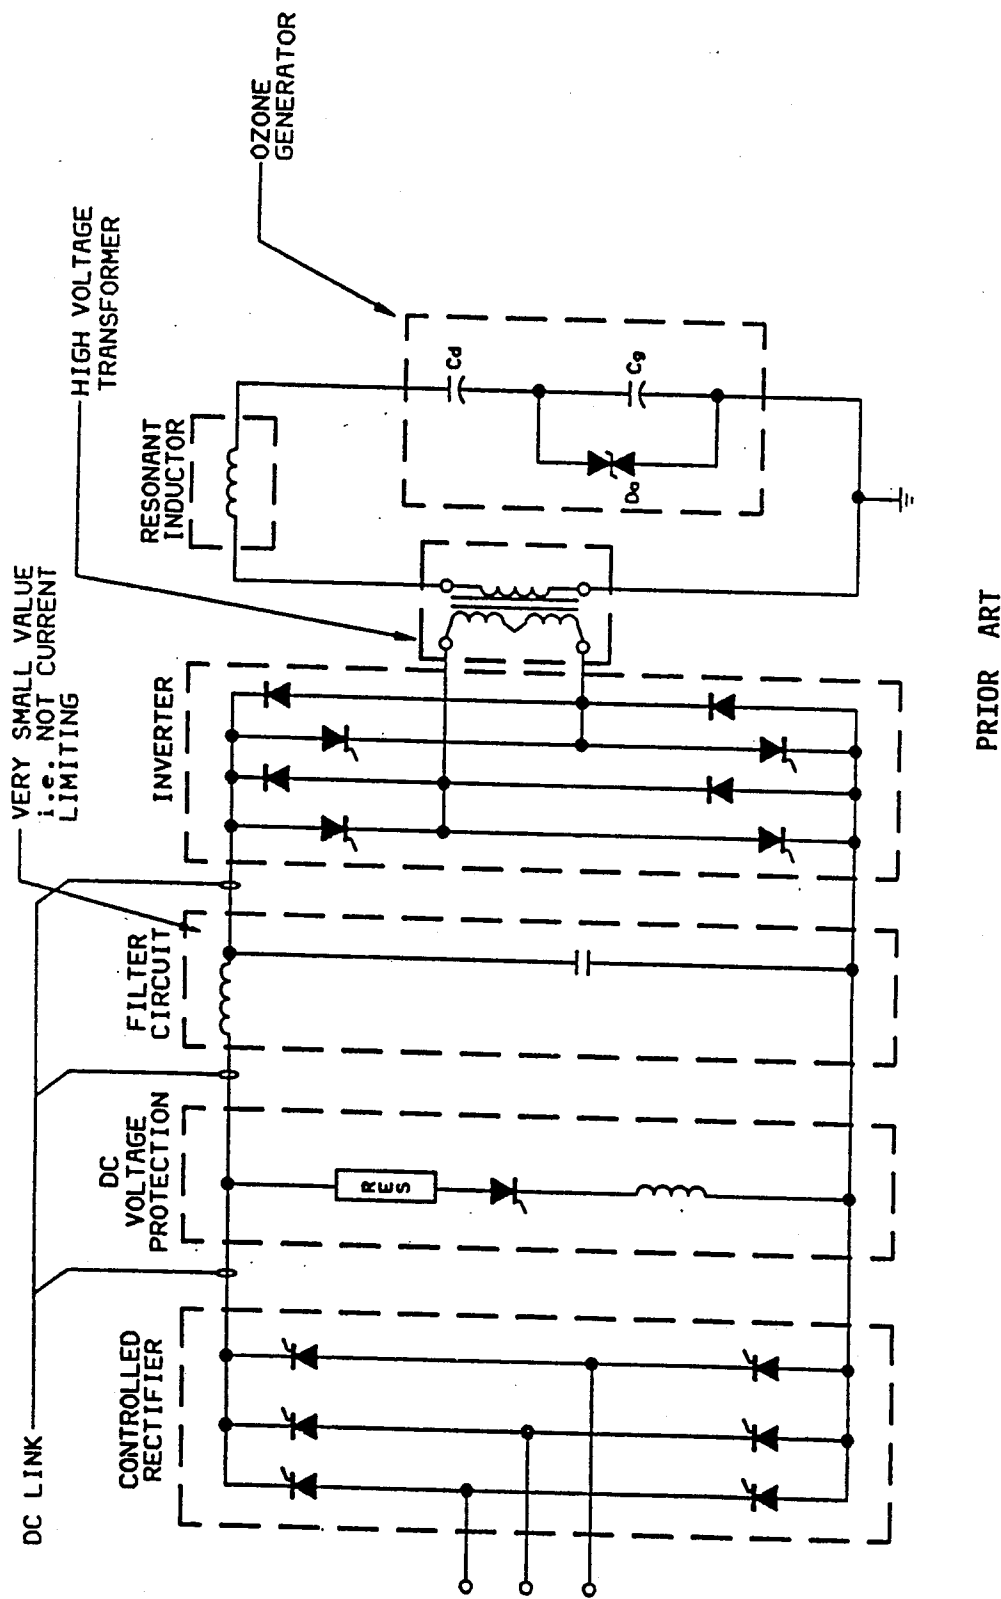 DC LINK
CONTROLLED
RECTIFIER
DC
VOLTAGE
PROTECTION
RES
FILTER
CIRCUIT
VERY SMALL VALUE
i.e. NOT CURRENT
LIMITING
INVERTER
HIGH VOLTAGE
TRANSFORMER
RESONANT
INDUCTOR
OZONE
GENERATOR
Cd
Cg
Da
PRIOR ART